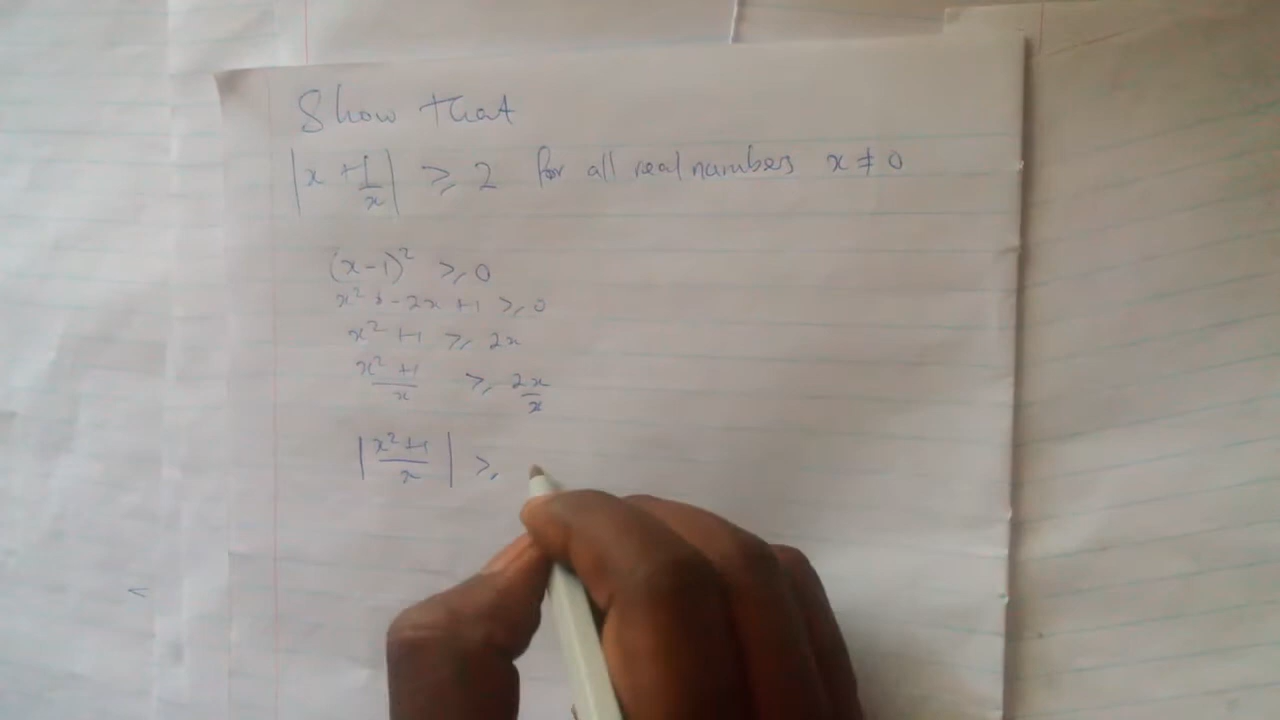 Show that
|x + 1/x| ≥ 2 for all real numbers x ≠ 0
(x-1)² ≥ 0
x² - 2x + 1 ≥ 0
x² + 1 ≥ 2x
x² + 1/x ≥ 2x/x
|x² + 1/x| ≥